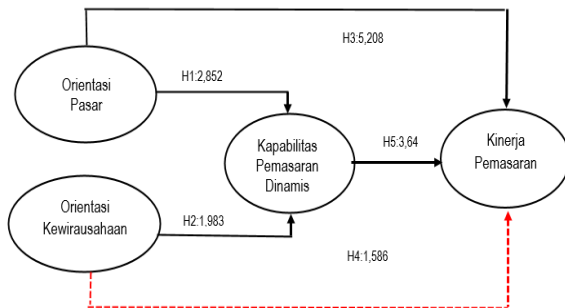 H3:5,208
Orientasi
Pasar
H1:2,852
Kapabilitas
Pemasaran
Dinamis
H5:3,64
Kinerja
Pemasaran
Orientasi
Kewirausahaan
H2:1,983
H4:1,586